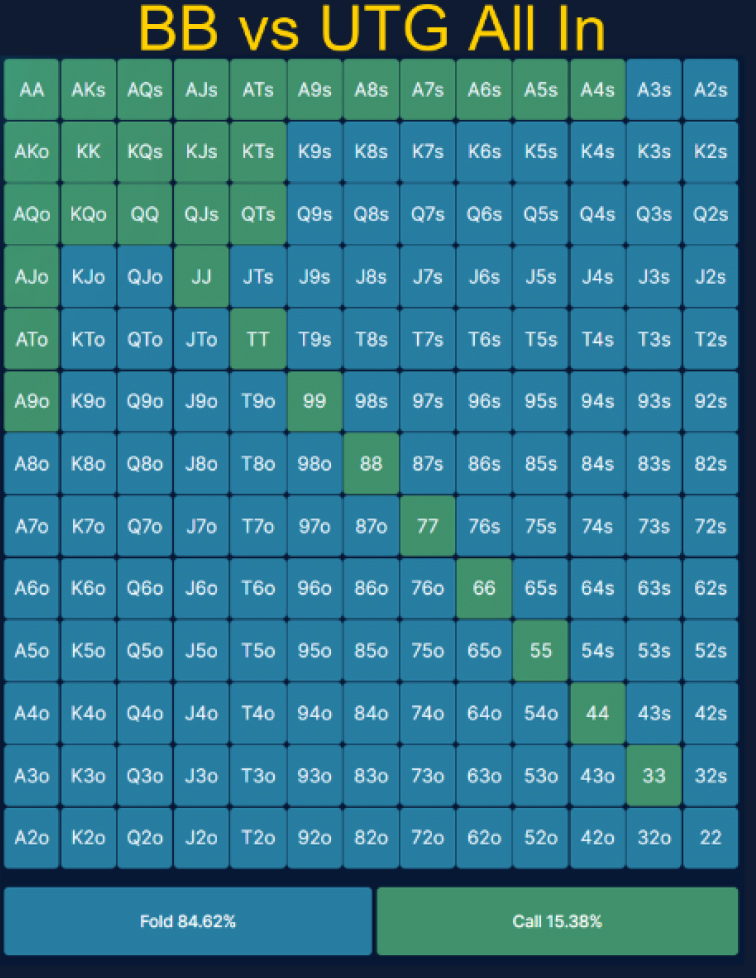 BB vs UTG All In
AA AKs AQs AJs ATs A9s A8s A7s A6s A5s A4s A3s A2s
AKo KK KQs KJs KTs K9s K8s K7s K6s K5s K4s K3s K2s
AQo KQo QQ QJs QTs Q9s Q8s Q7s Q6s Q5s Q4s Q3s Q2s
AJo KJo QJo JJ JTs J9s J8s J7s J6s J5s J4s J3s J2s
ATo KTo QTo JTo TT T9s T8s T7s T6s T5s T4s T3s T2s
A9o K9o Q9o J9o T9o 99 98s 97s 96s 95s 94s 93s 92s
A8o K8o Q8o J8o T8o 98o 88 87s 86s 85s 84s 83s 82s
A7o K7o Q7o J7o T7o 97o 87o 77 76s 75s 74s 73s 72s
A6o K6o Q6o J6o T6o 96o 86o 76o 66 65s 64s 63s 62s
A5o K5o Q5o J5o T5o 95o 85o 75o 65o 55 54s 53s 52s
A4o K4o Q4o J4o T4o 94o 84o 74o 64o 54o 44 43s 42s
A3o K3o Q3o J3o T3o 93o 83o 73o 63o 53o 43o 33 32s
A2o K2o Q2o J2o T2o 92o 82o 72o 62o 52o 42o 32o 22
Fold 84.62% Call 15.38%